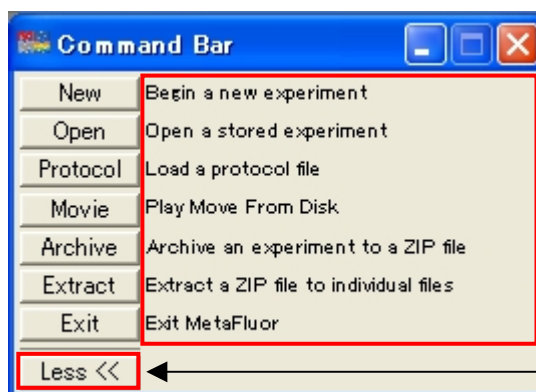 Command Bar
New Begin a new experiment
Open Open a stored experiment
Protocol Load a protocol file
Movie Play Move From Disk
Archive Archive an experiment to a ZIP file
Extract Extract a ZIP file to individual files
Exit Exit MetaFluor
Less <<